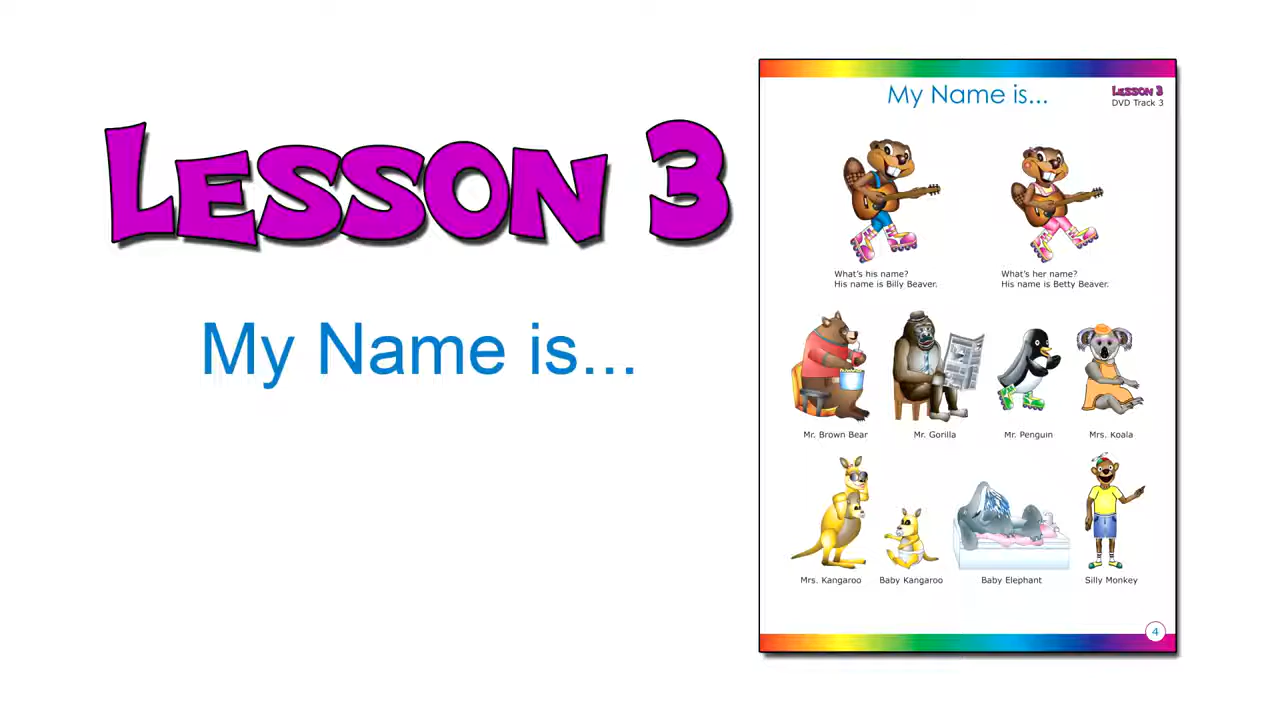 LESSON 3
My Name is...
My Name is...
LESSON 3
DVD Track 3
What's his name?
His name is Billy Beaver.
What's her name?
His name is Betty Beaver.
Mr. Brown Bear
Mr. Gorilla
Mr. Penguin
Mrs. Koala
Mrs. Kangaroo
Baby Kangaroo
Baby Elephant
Silly Monkey
4